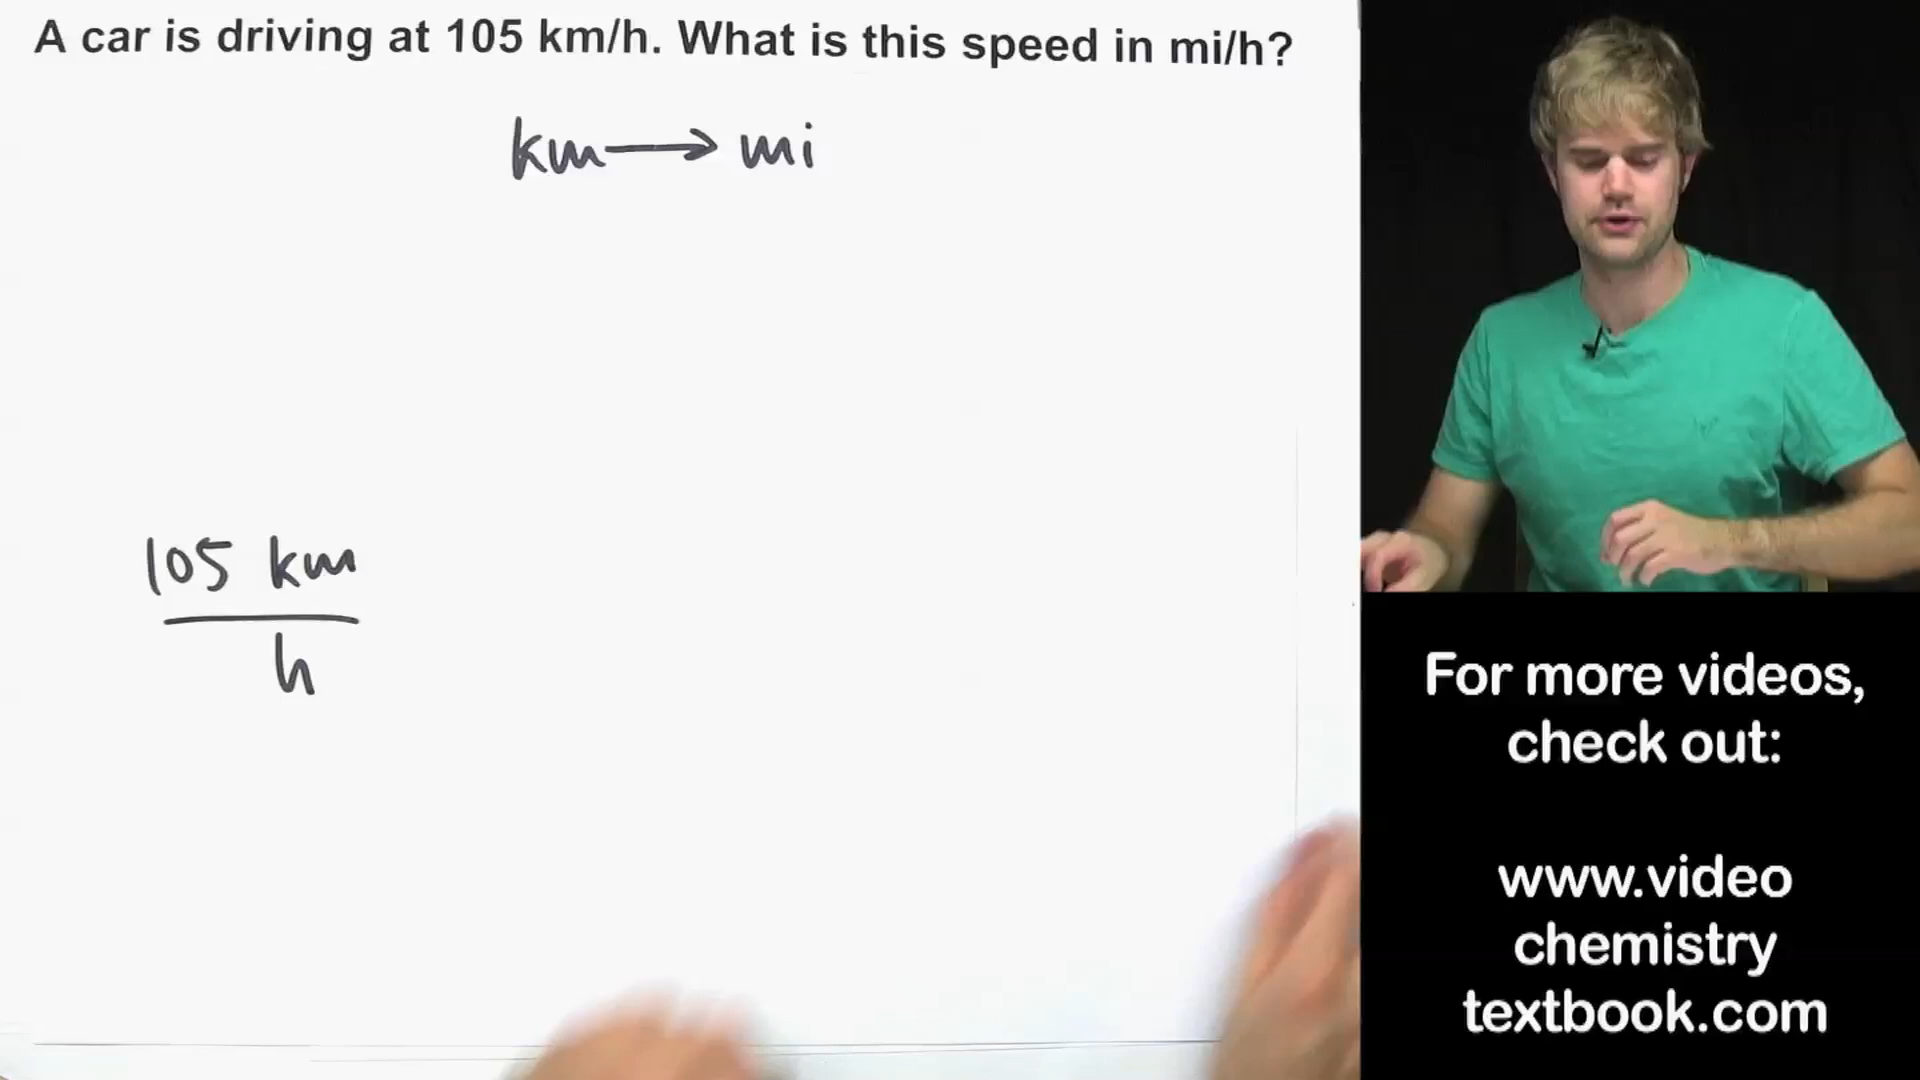 A car is driving at 105 km/h. What is this speed in mi/h?
km → mi
105 km
h
For more videos,
check out:
www.video
chemistry
textbook.com